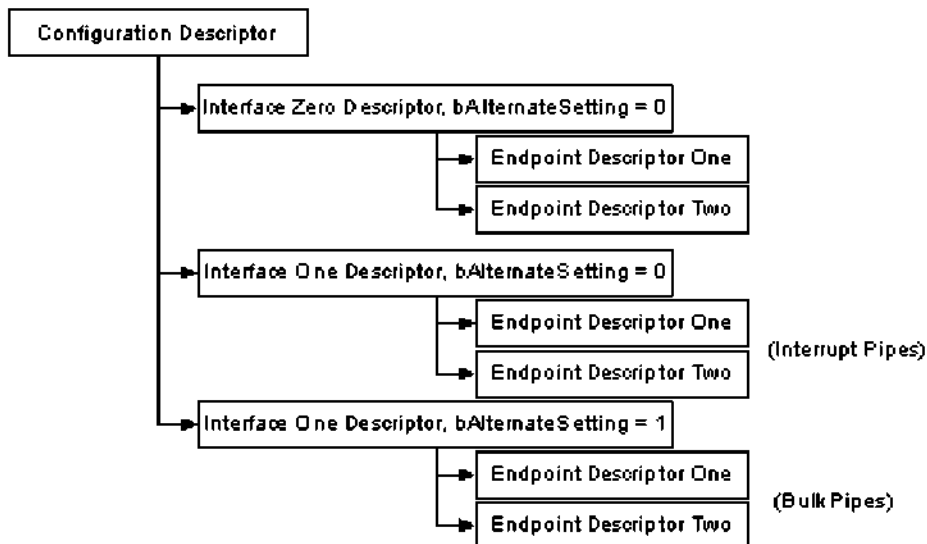 Configuration Descriptor
Interface Zero Descriptor, bAlternateSetting = 0
Endpoint Descriptor One
Endpoint Descriptor Two
Interface One Descriptor, bAlternateSetting = 0
Endpoint Descriptor One
(Interrupt Pipes)
Endpoint Descriptor Two
Interface One Descriptor, bAlternateSetting = 1
Endpoint Descriptor One
(Bulk Pipes)
Endpoint Descriptor Two